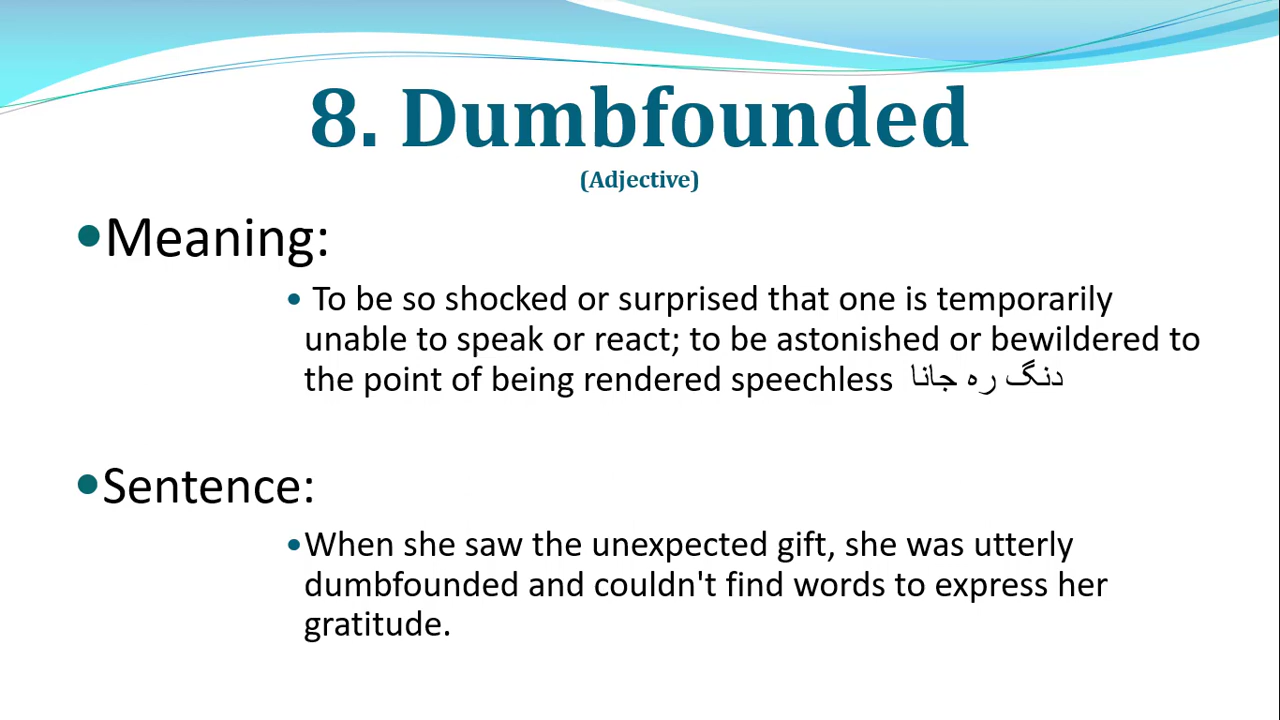 8. Dumbfounded
(Adjective)
•Meaning:
• To be so shocked or surprised that one is temporarily
unable to speak or react; to be astonished or bewildered to
the point of being rendered speechless دنگ رہ جانا
•Sentence:
•When she saw the unexpected gift, she was utterly
dumbfounded and couldn't find words to express her
gratitude.